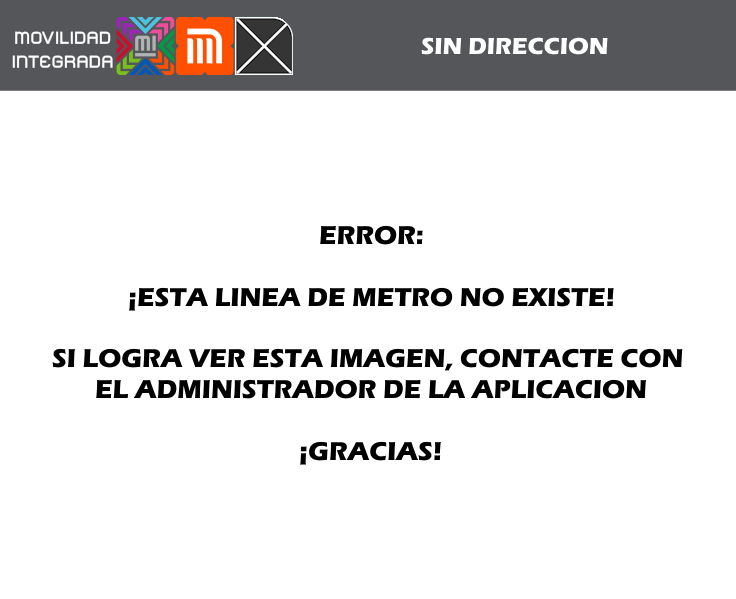 MOVILIDAD
INTEGRADA
MI
SIN DIRECCION
ERROR:
¡ESTA LINEA DE METRO NO EXISTE!
SI LOGRA VER ESTA IMAGEN, CONTACTE CON
EL ADMINISTRADOR DE LA APLICACION
¡GRACIAS!